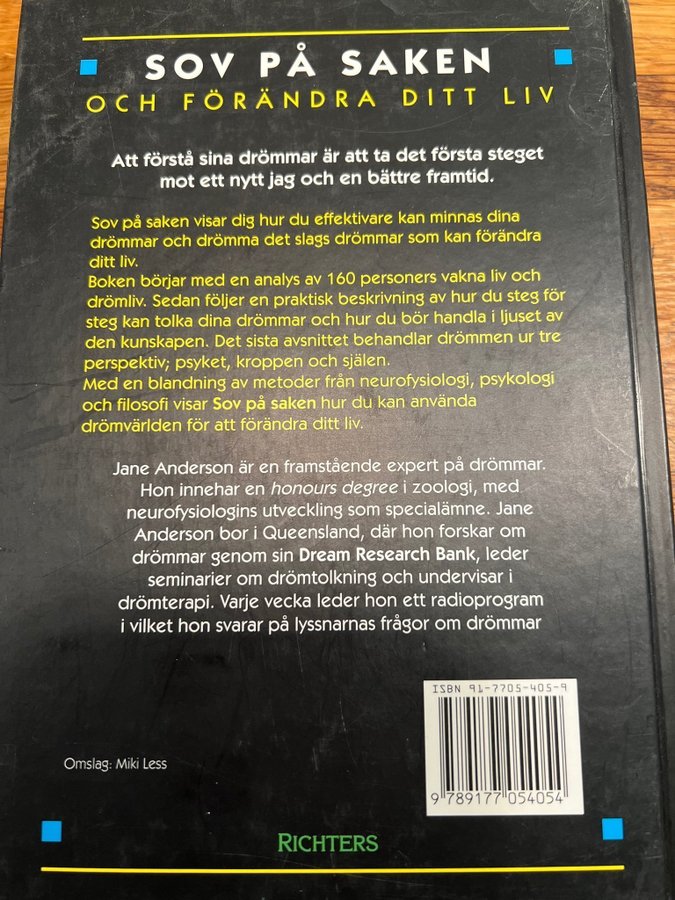 SOV PÅ SAKEN
OCH FÖRÄNDRA DITT LIV
Att förstå sina drömmar är att ta det första steget
mot ett nytt jag och en bättre framtid.
Sov på saken visar dig hur du effektivare kan minnas dina
drömmar och drömma det slags drömmar som kan förändra
ditt liv.
Boken börjar med en analys av 160 personers vakna liv och
drömliv. Sedan följer en praktisk beskrivning av hur du steg för
steg kan tolka dina drömmar och hur du bör handla i ljuset av
den kunskapen. Det sista avsnittet behandlar drömmen ur tre
perspektiv; psyket, kroppen och själen.
Med en blandning av metoder från neurofysiologi, psykologi
och filosofi visar Sov på saken hur du kan använda
drömvärlden för att förändra ditt liv.
Jane Anderson är en framstående expert på drömmar.
Hon innehar en honours degree i zoologi, med
neurofysiologins utveckling som specialämne. Jane
Anderson bor i Queensland, där hon forskar om
drömmar genom sin Dream Research Bank, leder
seminarier om drömtolkning och undervisar i
drömterapi. Varje vecka leder hon ett radioprogram
i vilket hon svarar på lyssnarnas frågor om drömmar
ISBN 91-7705-405-9
9 789177 054054
Omslag: Miki Less
RICHTERS